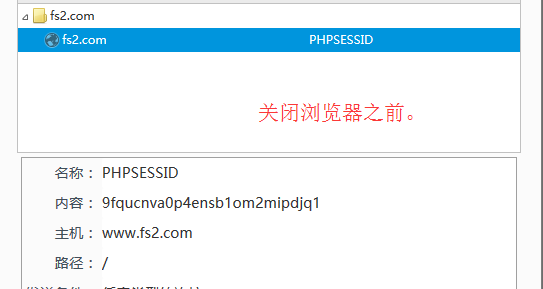 fs2.com
fs2.com PHPSESSID
关闭浏览器之前。
名称： PHPSESSID
内容： 9fqucnva0p4ensb1om2mipdjq1
主机： www.fs2.com
路径： /